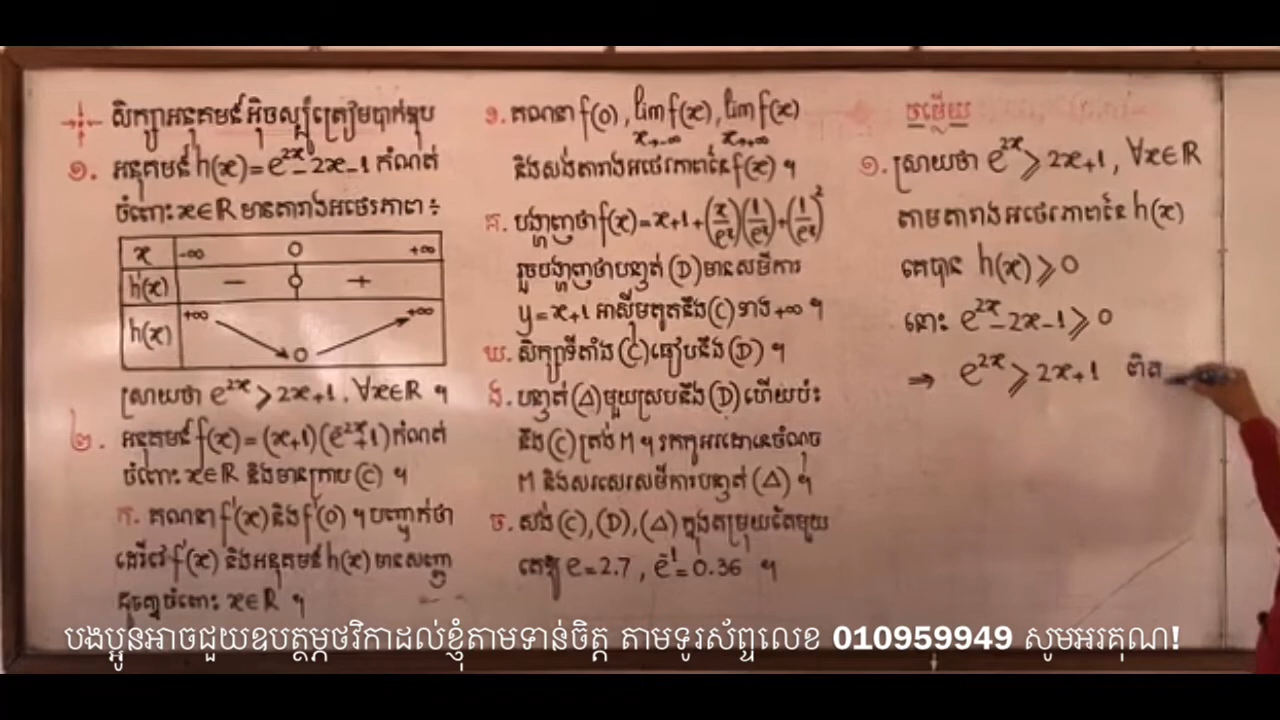 សិក្សាអនុគមន៍អុិចស្ប៉ូត្រៀមបាក់ឌុប
១. អនុគមន៍ h(x) = e^{2x} - 2x - 1 កំណត់
ចំពោះ x∈R មានតារាងអថេរភាព ៖
x -∞ 0 +∞
h'(x) - 0 +
h(x) +∞ 0 +∞
ស្រាយថា e^{2x} ⩾ 2x+1, ∀x∈R ។
២. អនុគមន៍ f(x) = (x+1)(e^{-2x}+1) កំណត់
ចំពោះ x∈R និងមានក្រាប (C) ។
ក. គណនា f'(x) និង f'(0) ។ បញ្ជាក់ថា
ដេរីវេ f'(x) និងអនុគមន៍ h(x) មានសញ្ញា
ដូចគ្នាចំពោះ x∈R ។
ខ. គណនា f(0), lim f(x), lim f(x)
x→-∞ x→+∞
និងសង់តារាងអថេរភាពនៃ f(x) ។
គ. បង្ហាញថា f(x) = x+1+(x/e^x)(1/e^x)+(1/e^x)^2
រួចបង្ហាញថាបន្ទាត់ (D) មានសមីការ
y = x+1 អាស៊ីមតូតនឹង (C) ខាង +∞ ។
ឃ. សិក្សាទីតាំង (C) ធៀបនឹង (D) ។
ង. បន្ទាត់ (Δ) មួយស្របនឹង (D) ហើយប៉ះ
នឹង (C) ត្រង់ M ។ រកកូអរដោនេចំណុច
M និងសរសេរសមីការបន្ទាត់ (Δ) ។
ច. សង់ (C), (D), (Δ) ក្នុងតម្រុយតែមួយ
គេឲ្យ e = 2.7, e^{-1} = 0.36 ។
ចម្លើយ
១. ស្រាយថា e^{2x} ⩾ 2x+1, ∀x∈R
តាមតារាងអថេរភាពនៃ h(x)
គេបាន h(x) ⩾ 0
នោះ e^{2x} - 2x - 1 ⩾ 0
⇒ e^{2x} ⩾ 2x+1 ពិត
បងប្អូនអាចជួយឧបត្ថម្ភថវិកាដល់ខ្ញុំតាមទាន់ចិត្ត តាមទូរស័ព្ទលេខ 010959949 សូមអរគុណ!